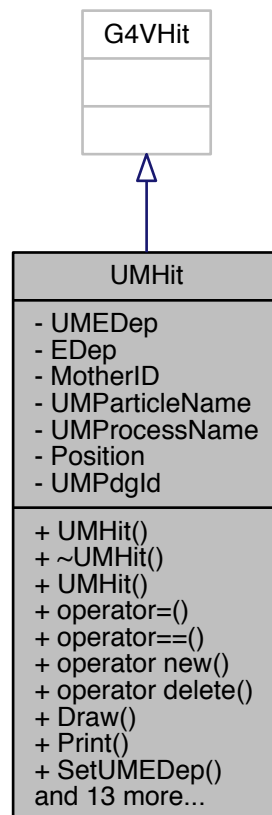 G4VHit
UMHit
- UMEDep
- EDep
- MotherID
- UMParticleName
- UMProcessName
- Position
- UMPdgId
+ UMHit()
+ ~UMHit()
+ UMHit()
+ operator=()
+ operator==()
+ operator new()
+ operator delete()
+ Draw()
+ Print()
+ SetUMEDep()
and 13 more...